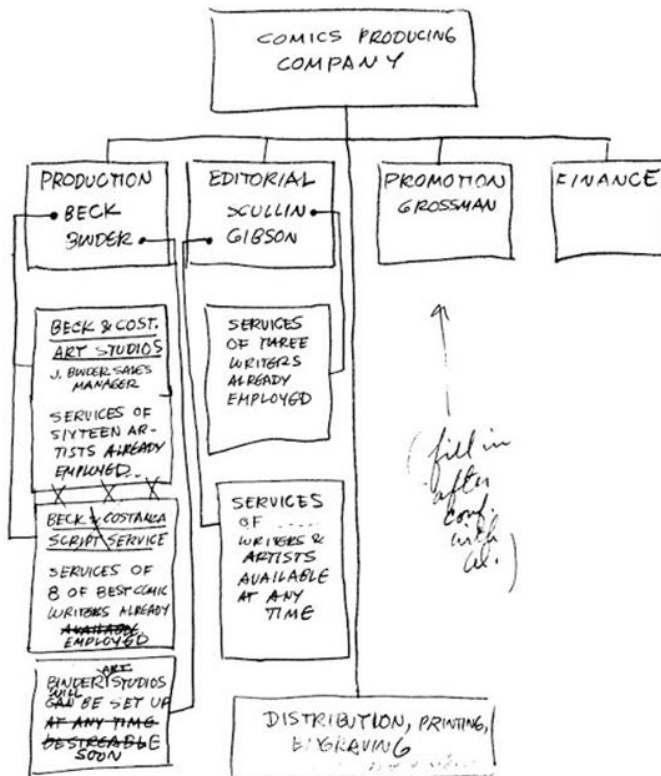 COMICS PRODUCING
COMPANY
PRODUCTION
BECK
BINDER
EDITORIAL
SCULLIN
GIBSON
PROMOTION
GROSSMAN
FINANCE
BECK & COST.
ART STUDIOS
J. BINDER SALES
MANAGER
SERVICES OF
SIXTEEN AR-
TISTS ALREADY
EMPLOYED
SERVICES
OF THREE
WRITERS
ALREADY
EMPLOYED
(fill in
after
conf.
with
al.)
BECK & COSTANZA
SCRIPT SERVICE
SERVICES OF
8 OF BEST COMIC
WRITERS ALREADY
AVAILABLE
EMPLOYED
SERVICES
OF .....
WRITERS &
ARTISTS
AVAILABLE
AT ANY
TIME
ART
BINDER STUDIOS
WILL
CAN BE SET UP
AT ANY TIME
DESIREABLE
SOON
DISTRIBUTION, PRINTING,
ENGRAVING